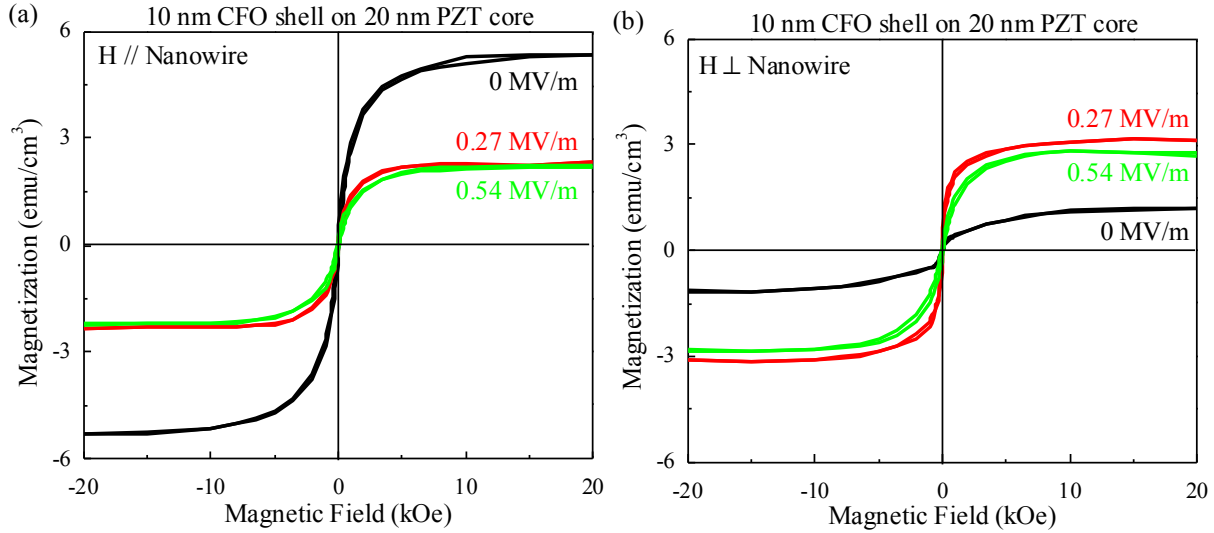 (a)
10 nm CFO shell on 20 nm PZT core
H // Nanowire
0 MV/m
0.27 MV/m
0.54 MV/m
6
3
0
-3
-6
-20
-10
0
10
20
Magnetization (emu/cm³)
Magnetic Field (kOe)
(b)
10 nm CFO shell on 20 nm PZT core
H ⊥ Nanowire
0.27 MV/m
0.54 MV/m
0 MV/m
6
3
0
-3
-6
-20
-10
0
10
20
Magnetization (emu/cm³)
Magnetic Field (kOe)